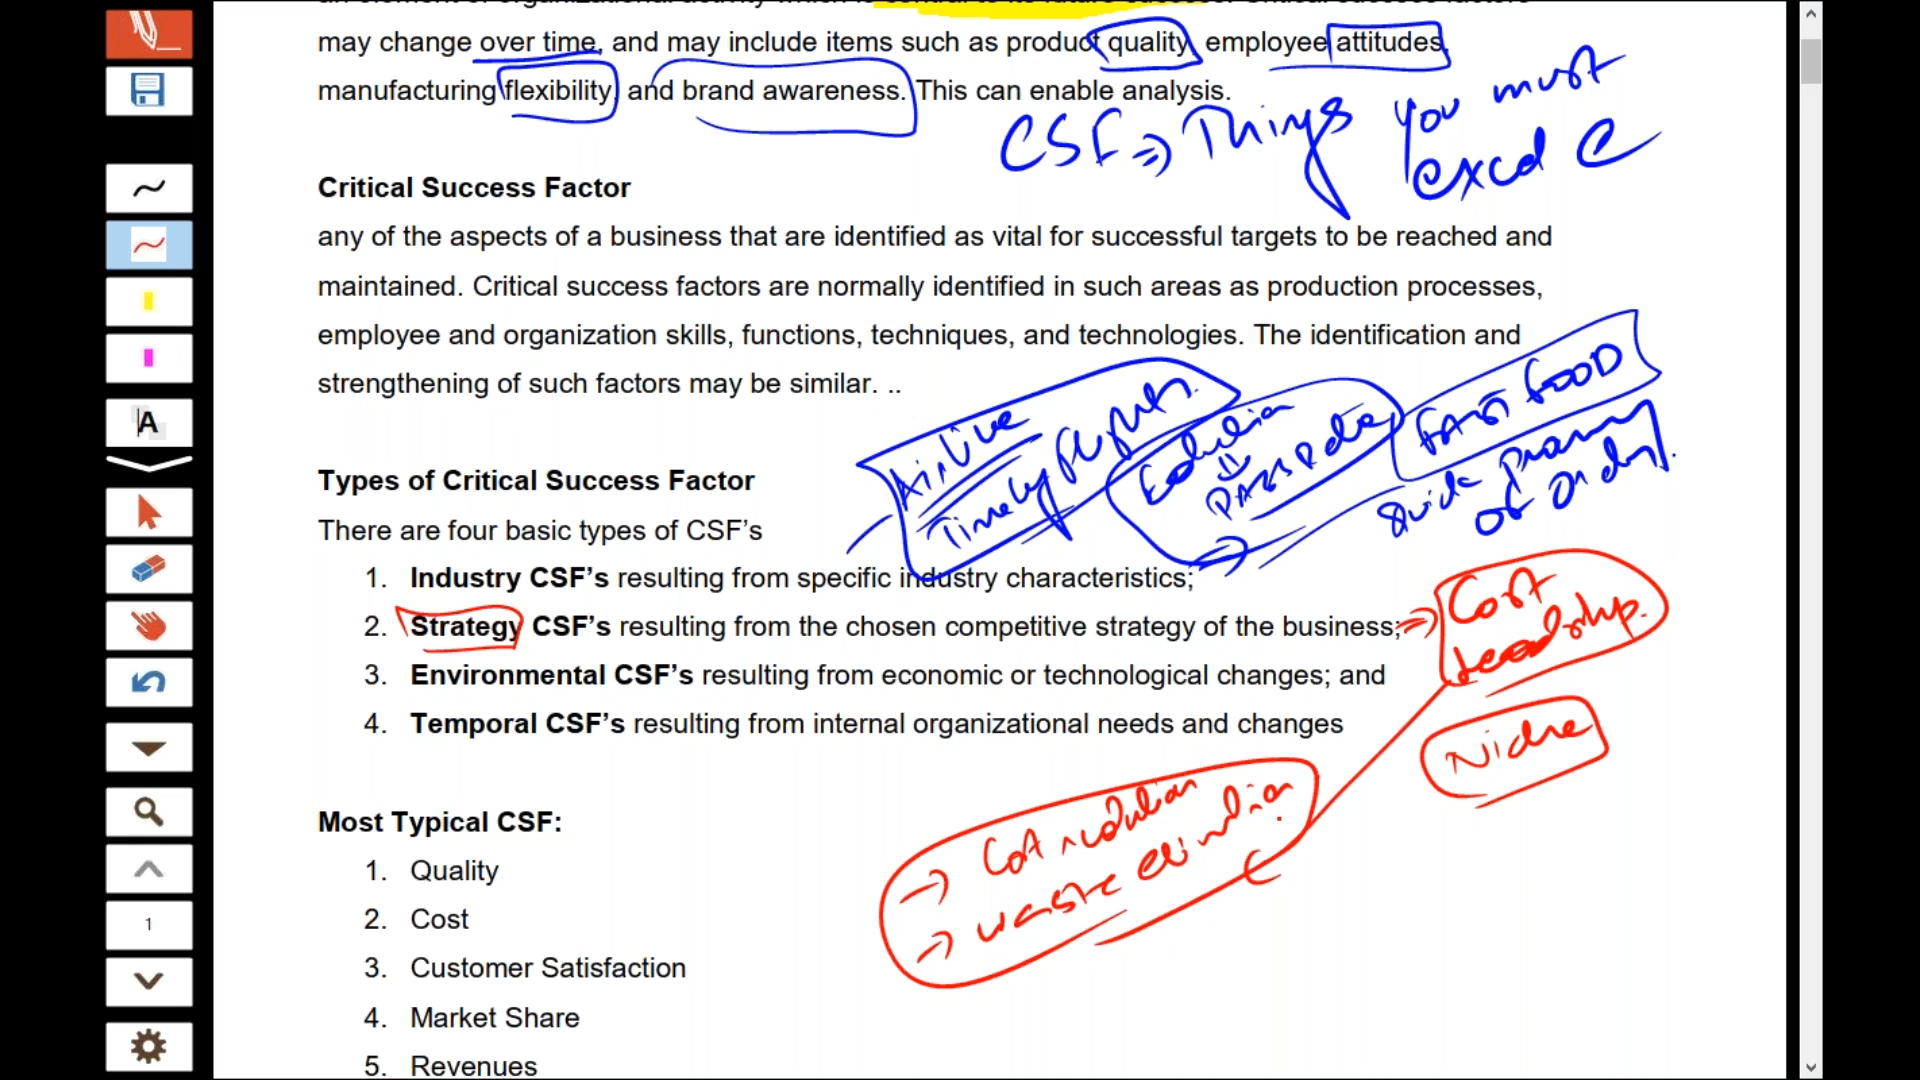 may change over time, and may include items such as product quality, employee attitudes,
manufacturing flexibility, and brand awareness. This can enable analysis.
CSF => Things you must
Critical Success Factor
any of the aspects of a business that are identified as vital for successful targets to be reached and
maintained. Critical success factors are normally identified in such areas as production processes,
employee and organization skills, functions, techniques, and technologies. The identification and
strengthening of such factors may be similar. ..
FAST FOOD
AirLine
Timely flights.
Types of Critical Success Factor
of orders
There are four basic types of CSF’s
1. Industry CSF’s resulting from specific industry characteristics;
2. Strategy CSF’s resulting from the chosen competitive strategy of the business;
=> Cost
Leadership.
3. Environmental CSF’s resulting from economic or technological changes; and
4. Temporal CSF’s resulting from internal organizational needs and changes
Niche
Most Typical CSF:
-> Cost reduction
-> waste
1. Quality
2. Cost
3. Customer Satisfaction
4. Market Share
5. Revenues
A
1